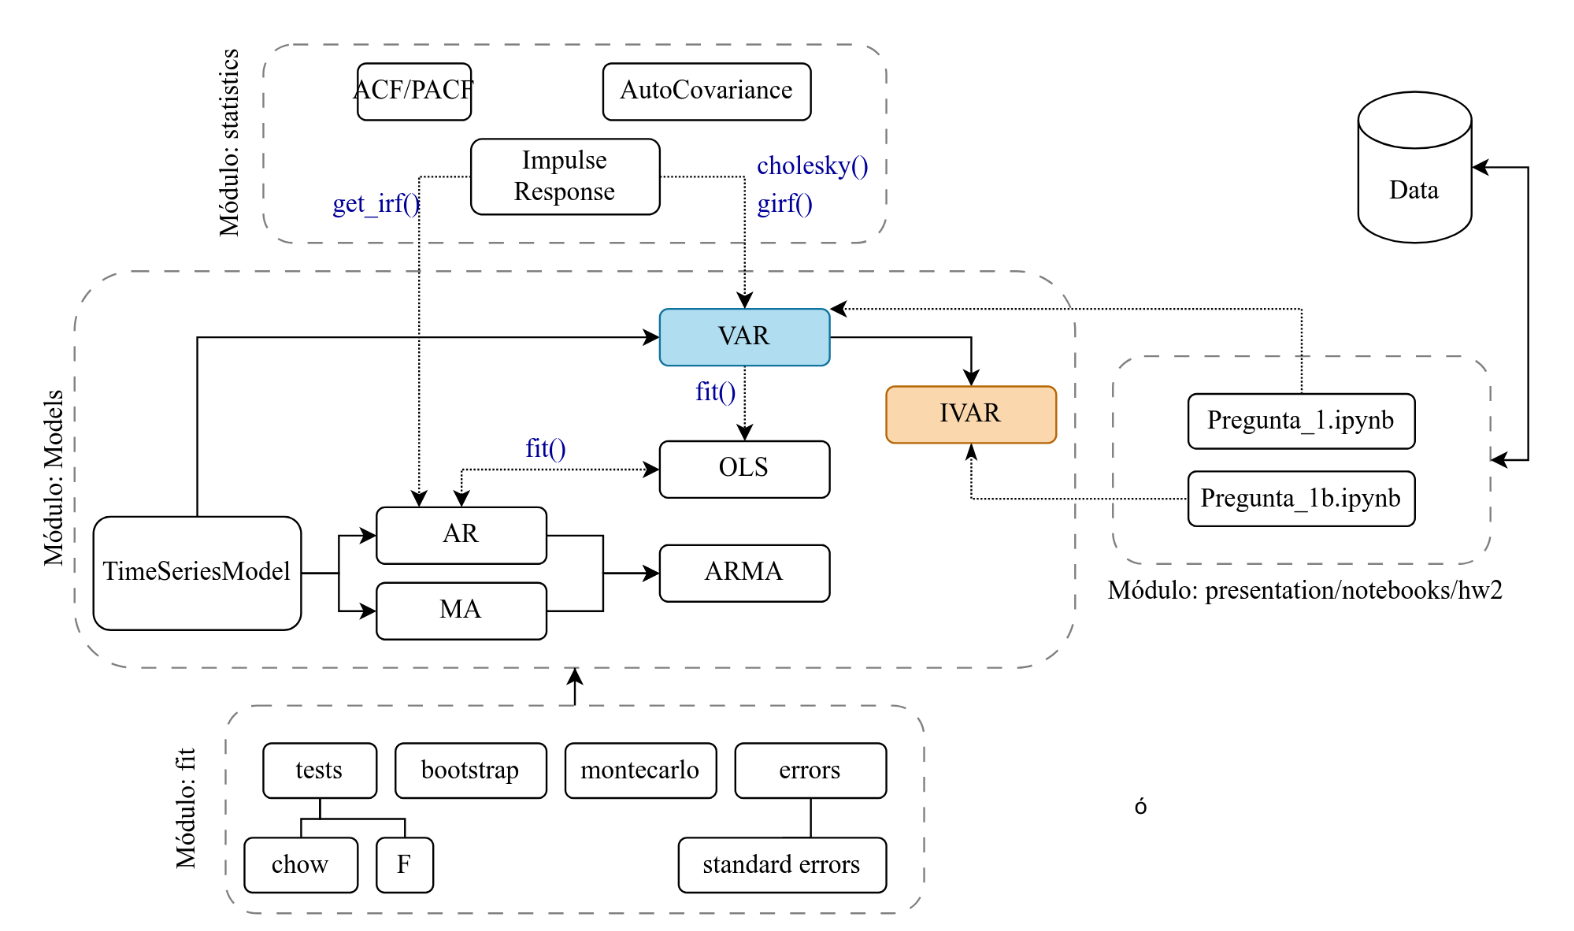 Módulo: statistics
ACF/PACF
AutoCovariance
Impulse
Response
get_irf()
cholesky()
girf()
Data
Módulo: Models
VAR
fit()
IVAR
fit()
OLS
TimeSeriesModel
AR
MA
ARMA
Pregunta_1.ipynb
Pregunta_1b.ipynb
Módulo: presentation/notebooks/hw2
Módulo: fit
tests
bootstrap
montecarlo
errors
chow
F
standard errors
ó